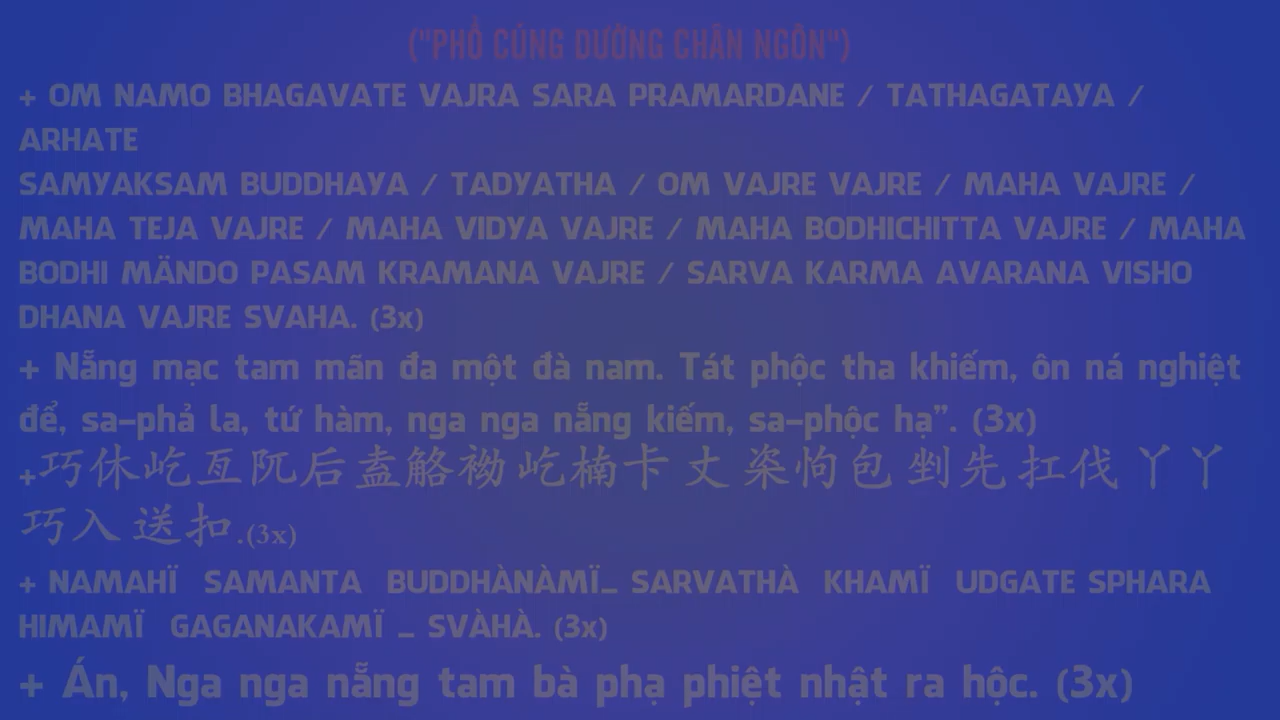 ("PHỔ CÚNG DƯỜNG CHÂN NGÔN")
+ OM NAMO BHAGAVATE VAJRA SARA PRAMARDANE / TATHAGATAYA /
ARHATE
SAMYAKSAM BUDDHAYA / TADYATHA / OM VAJRE VAJRE / MAHA VAJRE /
MAHA TEJA VAJRE / MAHA VIDYA VAJRE / MAHA BODHICHITTA VAJRE / MAHA
BODHI MÄNDO PASAM KRAMANA VAJRE / SARVA KARMA AVARANA VISHO
DHANA VAJRE SVAHA. (3x)
+ Nẵng mạc tam mãn đa một đà nam. Tát phộc tha khiếm, ôn ná nghiệt
để, sa-phả la, tứ hàm, nga nga nẵng kiếm, sa-phộc hạ”. (3x)
+巧休屹亙阢后盍觡袎屹楠卡丈栥怐包剉先扛伐丫丫
巧入送扣.(3x)
+ NAMAHÏ SAMANTA BUDDHÀNÀMÏ_ SARVATHÀ KHAMÏ UDGATE SPHARA
HIMAMÏ GAGANAKAMÏ _ SVÀHÀ. (3x)
+ Án, Nga nga nẵng tam bà phạ phiệt nhật ra hộc. (3x)